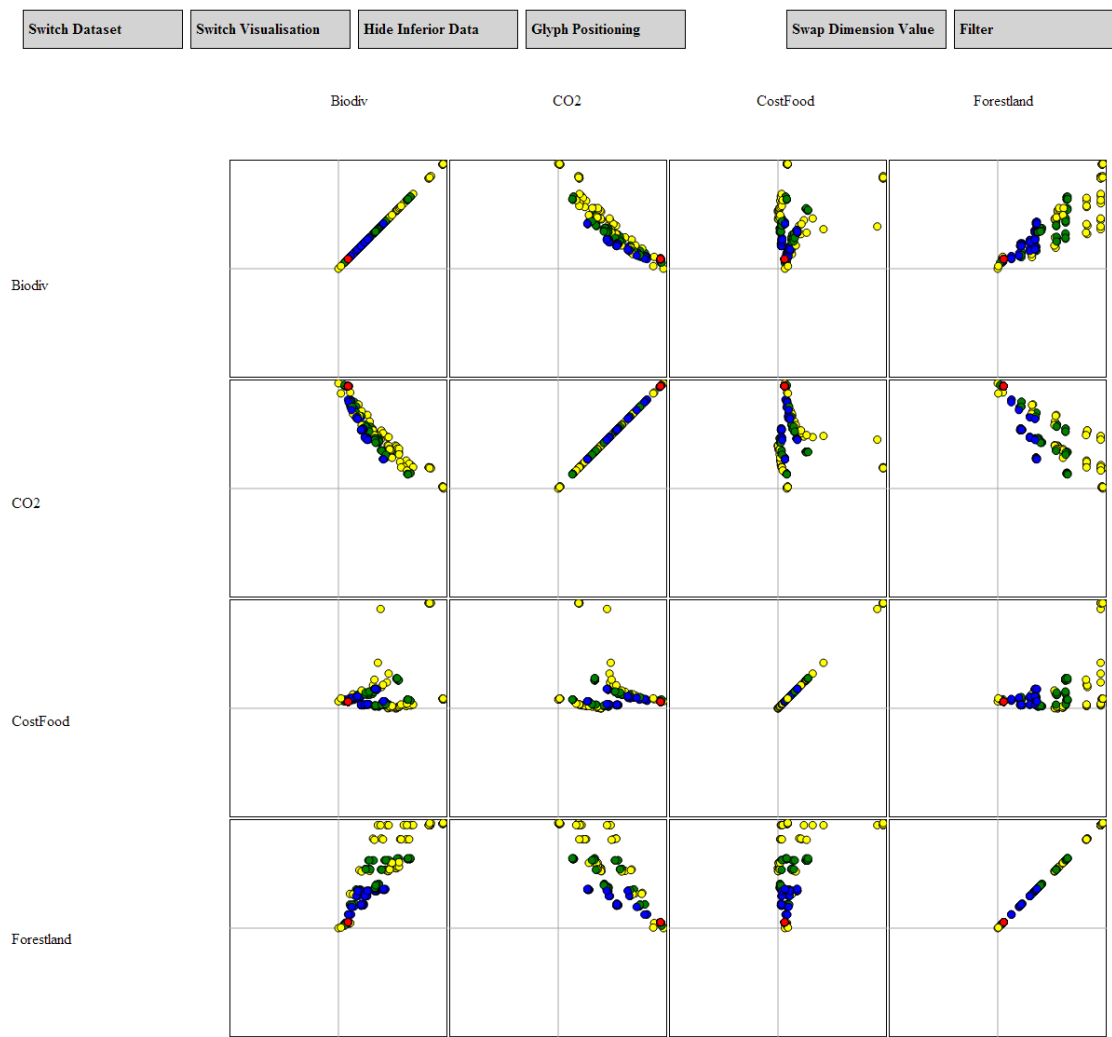 Switch Dataset Switch Visualisation Hide Inferior Data Glyph Positioning Swap Dimension Value Filter
Biodiv CO2 CostFood Forestland
Biodiv
CO2
CostFood
Forestland